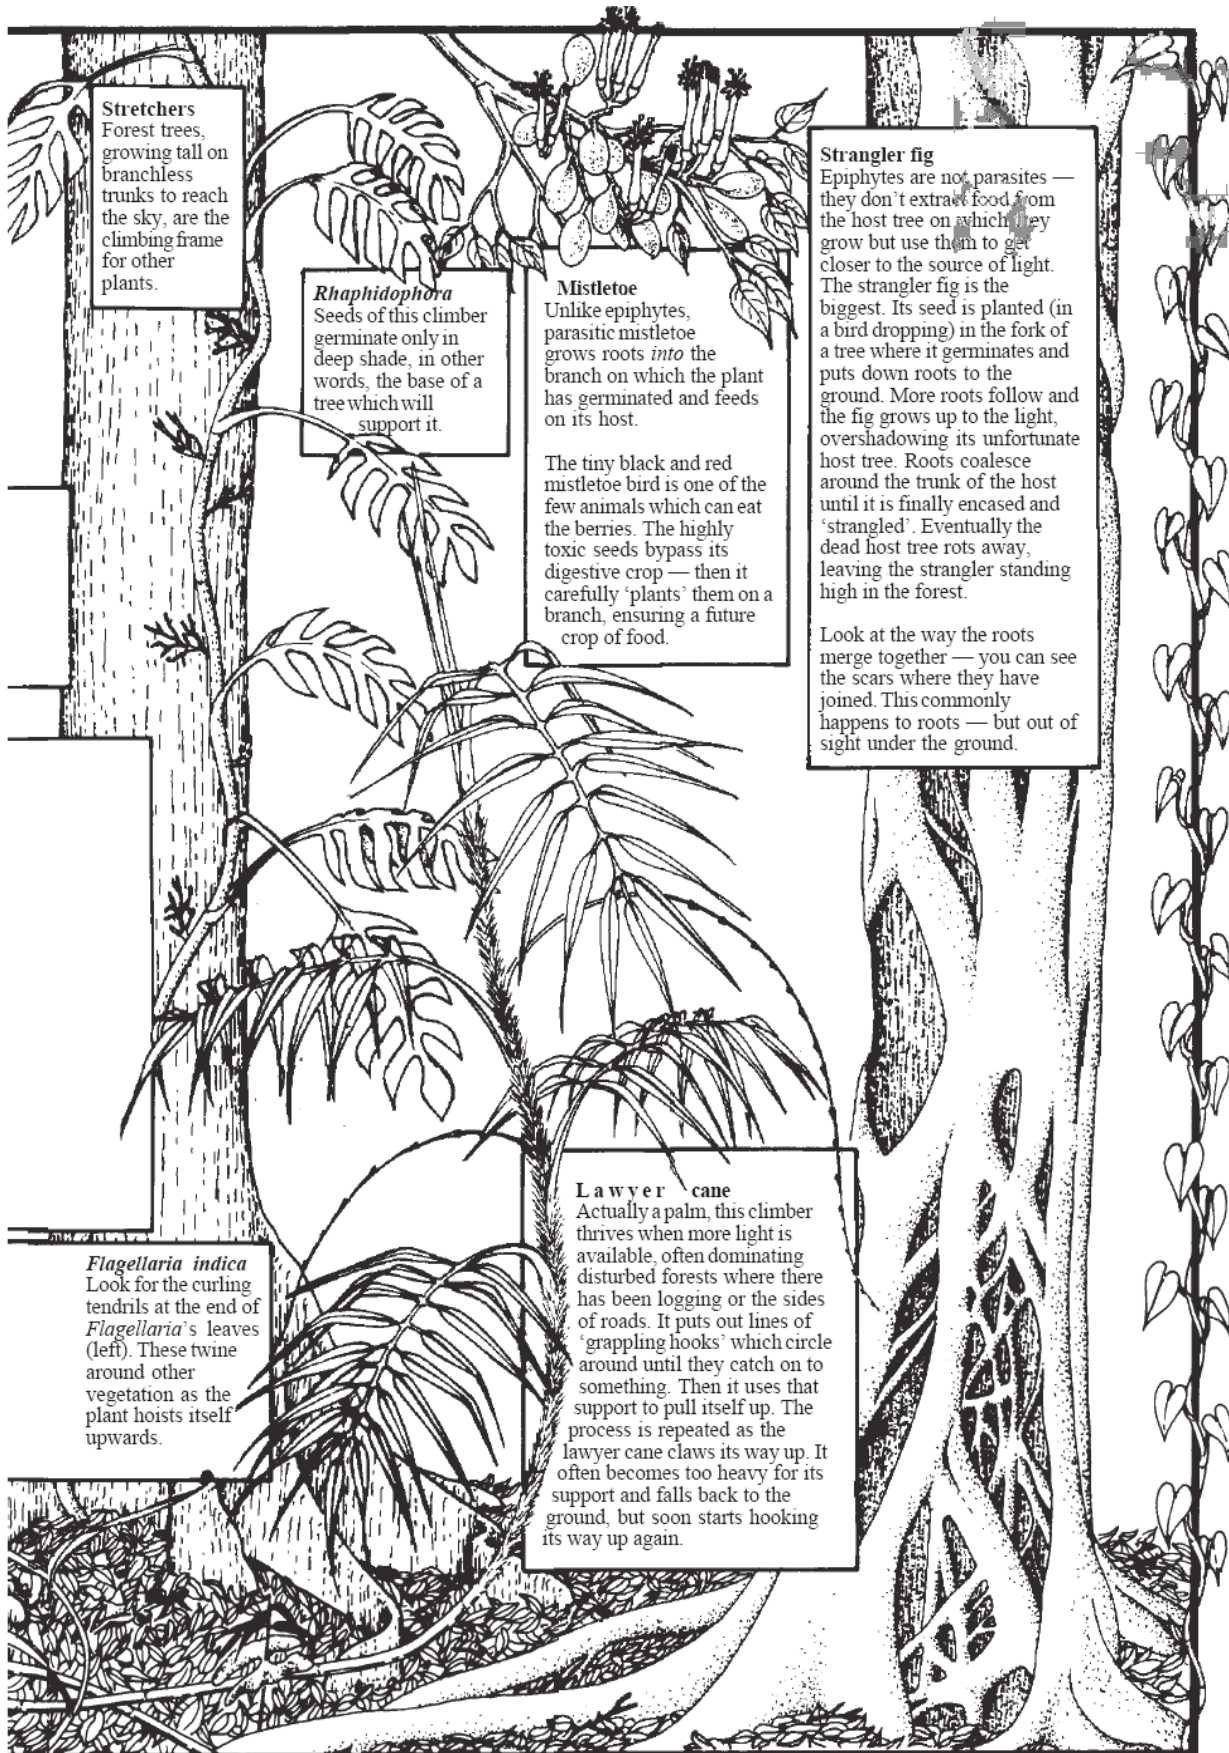 Stretchers
Forest trees,
growing tall on
branchless
trunks to reach
the sky, are the
climbing frame
for other
plants.
Rhaphidophora
Seeds of this climber
germinate only in
deep shade, in other
words, the base of a
tree which will
support it.
Mistletoe
Unlike epiphytes,
parasitic mistletoe
grows roots into the
branch on which the plant
has germinated and feeds
on its host.
The tiny black and red
mistletoe bird is one of the
few animals which can eat
the berries. The highly
toxic seeds bypass its
digestive crop — then it
carefully ‘plants’ them on a
branch, ensuring a future
crop of food.
Strangler fig
Epiphytes are not parasites —
they don’t extract food from
the host tree on which they
grow but use them to get
closer to the source of light.
The strangler fig is the
biggest. Its seed is planted (in
a bird dropping) in the fork of
a tree where it germinates and
puts down roots to the
ground. More roots follow and
the fig grows up to the light,
overshadowing its unfortunate
host tree. Roots coalesce
around the trunk of the host
until it is finally encased and
‘strangled’. Eventually the
dead host tree rots away,
leaving the strangler standing
high in the forest.
Look at the way the roots
merge together — you can see
the scars where they have
joined. This commonly
happens to roots — but out of
sight under the ground.
Flagellaria indica
Look for the curling
tendrils at the end of
Flagellaria’s leaves
(left). These twine
around other
vegetation as the
plant hoists itself
upwards.
Lawyer cane
Actually a palm, this climber
thrives when more light is
available, often dominating
disturbed forests where there
has been logging or the sides
of roads. It puts out lines of
‘grappling hooks’ which circle
around until they catch on to
something. Then it uses that
support to pull itself up. The
process is repeated as the
lawyer cane claws its way up. It
often becomes too heavy for its
support and falls back to the
ground, but soon starts hooking
its way up again.